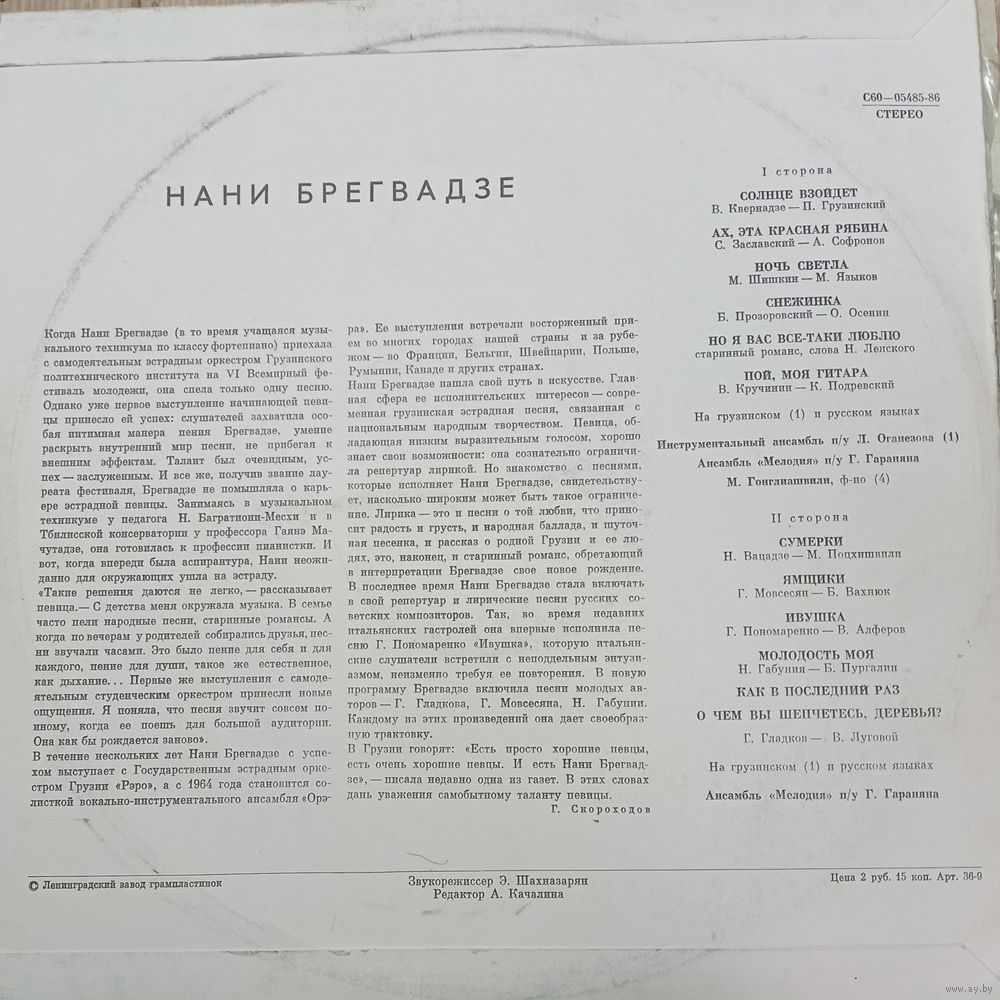 С60—05485-86
СТЕРЕО
НАНИ БРЕГВАДЗЕ
Когда Нани Брегвадзе (в то время учащаяся музы-
кального техникума по классу фортепиано) приехала
с самодеятельным эстрадным оркестром Грузинского
политехнического института на VI Всемирный фе-
стиваль молодежи, она спела только одну песню.
Однако уже первое выступление начинающей певи-
цы принесло ей успех: слушателей захватила осо-
бая интимная манера пения Брегвадзе, умение
раскрыть внутренний мир песни, не прибегая к
внешним эффектам. Талант был очевидным, ус-
пех — заслуженным. И все же, получив звание лау-
реата фестиваля, Брегвадзе не помышляла о карь-
ере эстрадной певицы. Занимаясь в музыкальном
техникуме у педагога Н. Багратиони-Месхи и в
Тбилисской консерватории у профессора Гаянэ Ма-
чутадзе, она готовилась к профессии пианистки. И
вот, когда впереди была аспирантура, Нани неожи-
данно для окружающих ушла на эстраду.
«Такие решения даются не легко, — рассказывает
певица.— С детства меня окружала музыка. В семье
часто пели народные песни, старинные романсы. А
когда по вечерам у родителей собирались друзья, пес-
ни звучали часами. Это было пение для себя и для
каждого, пение для души, такое же естественное,
как дыхание... Первые же выступления с самоде-
ятельным студенческим оркестром принесли новые
ощущения. Я поняла, что песня звучит совсем по-
иному, когда ее поешь для большой аудитории.
Она как бы рождается заново».
В течение нескольких лет Нани Брегвадзе с успе-
хом выступает с Государственным эстрадным орке-
стром Грузии «Рэро», а с 1964 года становится со-
листкой вокально-инструментального ансамбля «Орэ-
ра». Ее выступления встречали восторженный при-
ем во многих городах нашей страны и за рубе-
жом — во Франции, Бельгии, Швейцарии, Польше,
Румынии, Канаде и других странах.
Нани Брегвадзе нашла свой путь в искусстве. Глав-
ная сфера ее исполнительских интересов — совре-
менная грузинская эстрадная песня, связанная с
национальным народным творчеством. Певица, об-
ладающая низким выразительным голосом, хорошо
знает свои возможности: она сознательно ограничи-
ла репертуар лирикой. Но знакомство с песнями,
которые исполняет Нани Брегвадзе, свидетельству-
ет, насколько широким может быть такое ограниче-
ние. Лирика — это и песни о той любви, что прино-
сит радость и грусть, и народная баллада, и шуточ-
ная песенка, и рассказ о родной Грузии и ее лю-
дях, это, наконец, и старинный романс, обретающий
в интерпретации Брегвадзе свое новое рождение.
В последнее время Нани Брегвадзе стала включать
в свой репертуар и лирические песни русских со-
ветских композиторов. Так, во время недавних
итальянских гастролей она впервые исполнила пе-
сню Г. Пономаренко «Ивушка», которую итальян-
ские слушатели встретили с неподдельным энтузи-
азмом, неизменно требуя ее повторения. В новую
программу Брегвадзе включила песни молодых ав-
торов — Г. Гладкова, Г. Мовсесяна, Н. Габунии.
Каждому из этих произведений она дает своеобраз-
ную трактовку.
В Грузии говорят: «Есть просто хорошие певцы,
есть очень хорошие певцы. И есть Нани Брегвад-
зе», — писала недавно одна из газет. В этих словах
дань уважения самобытному таланту певицы.
Г. Скороходов
I сторона
СОЛНЦЕ ВЗОЙДЕТ
В. Квернадзе — П. Грузинский
АХ, ЭТА КРАСНАЯ РЯБИНА
С. Заславский — А. Софронов
НОЧЬ СВЕТЛА
М. Шишкин — М. Языков
СНЕЖИНКА
Б. Прозоровский — О. Осенин
НО Я ВАС ВСЕ-ТАКИ ЛЮБЛЮ
старинный романс, слова Н. Ленского
ПОЙ, МОЯ ГИТАРА
В. Кручинин — К. Подревский
На грузинском (1) и русском языках
Инструментальный ансамбль п/у Л. Оганезова (1)
Ансамбль «Мелодия» п/у Г. Гараняна
М. Гонглиашвили, ф-но (4)
II сторона
СУМЕРКИ
Н. Вацадзе — М. Поцхишвили
ЯМЩИКИ
Г. Мовсесян — Б. Вахнюк
ИВУШКА
Г. Пономаренко — В. Алферов
МОЛОДОСТЬ МОЯ
Н. Габуния — Б. Пургалин
КАК В ПОСЛЕДНИЙ РАЗ
О ЧЕМ ВЫ ШЕПЧЕТЕСЬ, ДЕРЕВЬЯ?
Г. Гладков — В. Луговой
На грузинском (1) и русском языках
Ансамбль «Мелодия» п/у Г. Гараняна
© Ленинградский завод грампластинок
Звукорежиссер Э. Шахназарян
Редактор А. Качалина
Цена 2 руб. 15 коп. Арт. 36-9
www.ay.by